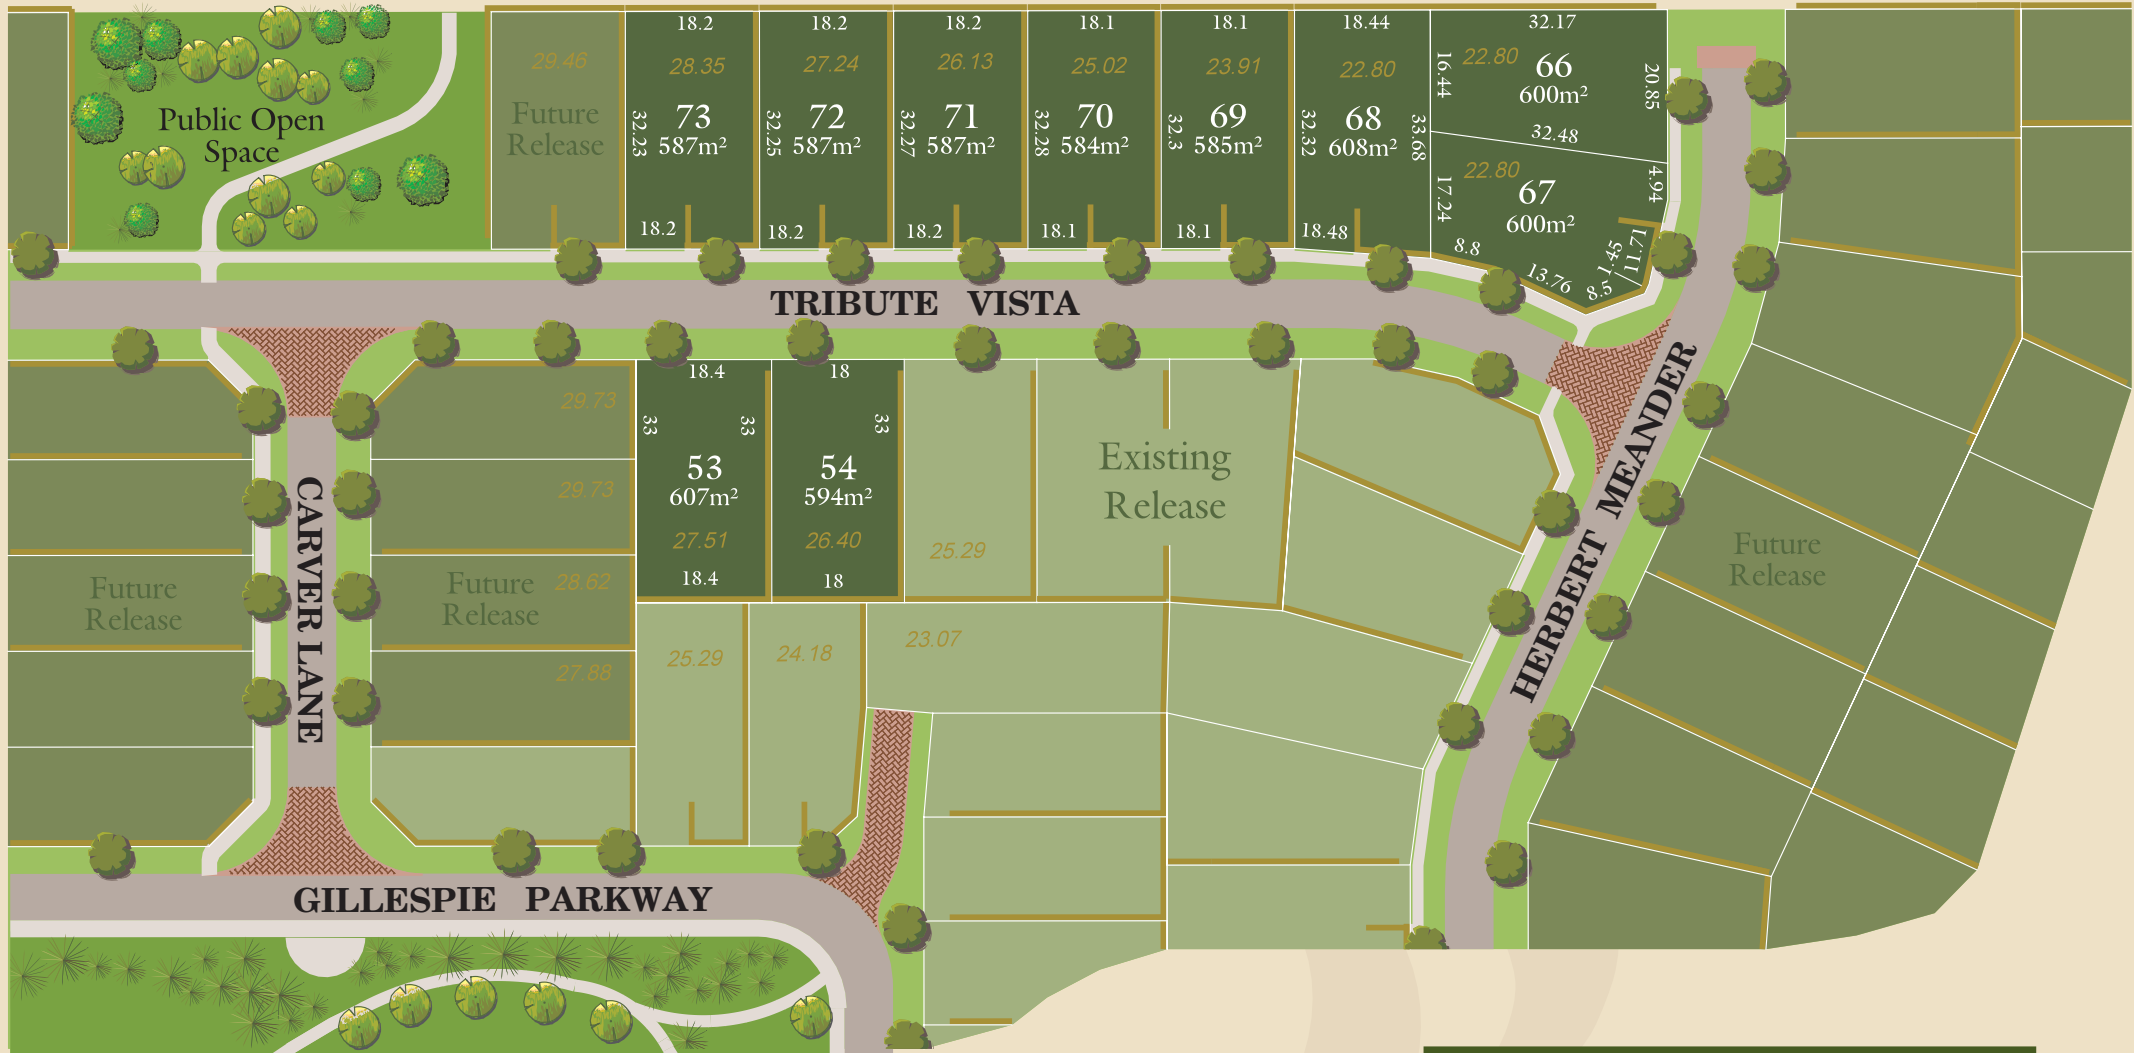 18.2
18.2
18.2
18.1
18.1
18.44
32.17
29.46
28.35
27.24
26.13
25.02
23.91
22.80
22.80
Future
Release
32.23
73
587m²
18.2
32.25
72
587m²
18.2
32.27
71
587m²
18.2
32.28
70
584m²
18.1
32.3
69
585m²
18.1
32.32
68
608m²
33.68
18.48
16.44
66
600m²
20.85
32.48
22.80
67
600m²
17.24
4.94
8.8
13.76
8.5
1.45
11.71
Public Open
Space
TRIBUTE VISTA
18.4
33
33
53
607m²
27.51
18.4
18
33
54
594m²
26.40
18
29.73
29.73
28.62
27.88
Future
Release
Future
Release
CARVER LANE
25.29
Existing
Release
25.29
24.18
23.07
HERBERT MEANDER
Future
Release
GILLESPIE PARKWAY